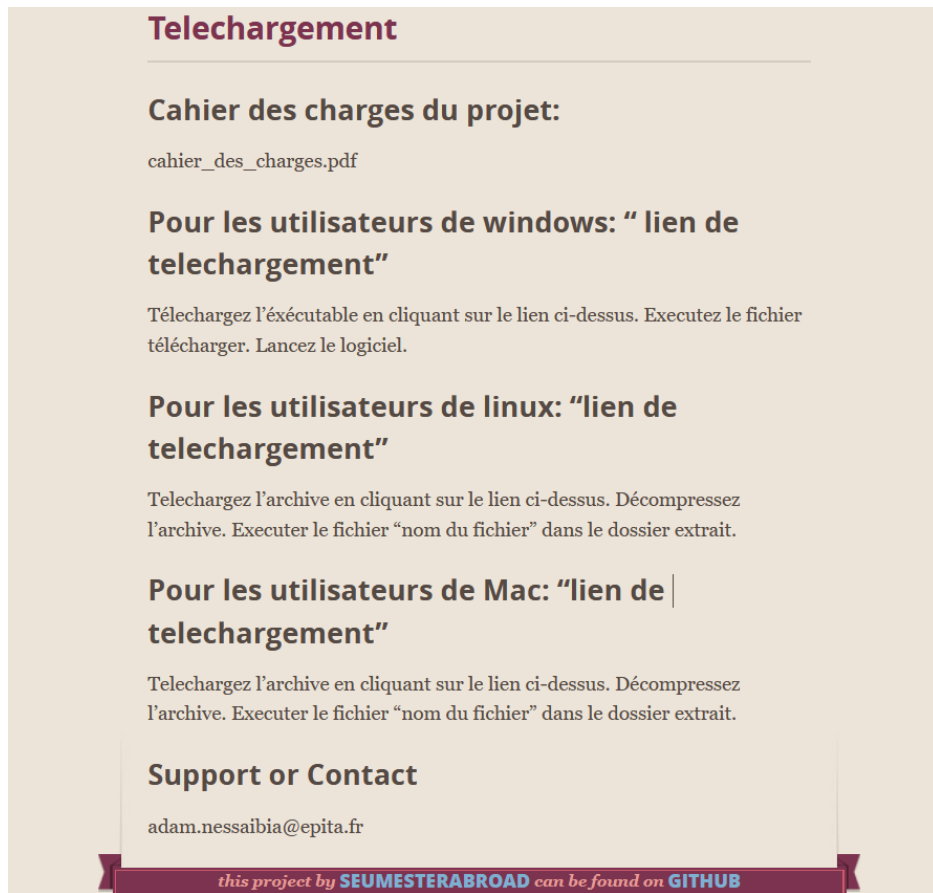 Telechargement
Cahier des charges du projet:
cahier_des_charges.pdf
Pour les utilisateurs de windows: “ lien de
telechargement”
Télechargez l’éxécutable en cliquant sur le lien ci-dessus. Executez le fichier
télécharger. Lancez le logiciel.
Pour les utilisateurs de linux: “lien de
telechargement”
Telechargez l’archive en cliquant sur le lien ci-dessus. Décompressez
l’archive. Executer le fichier “nom du fichier” dans le dossier extrait.
Pour les utilisateurs de Mac: “lien de
telechargement”
Telechargez l’archive en cliquant sur le lien ci-dessus. Décompressez
l’archive. Executer le fichier “nom du fichier” dans le dossier extrait.
Support or Contact
adam.nessaibia@epita.fr
this project by SEUMESTERABROAD can be found on GITHUB